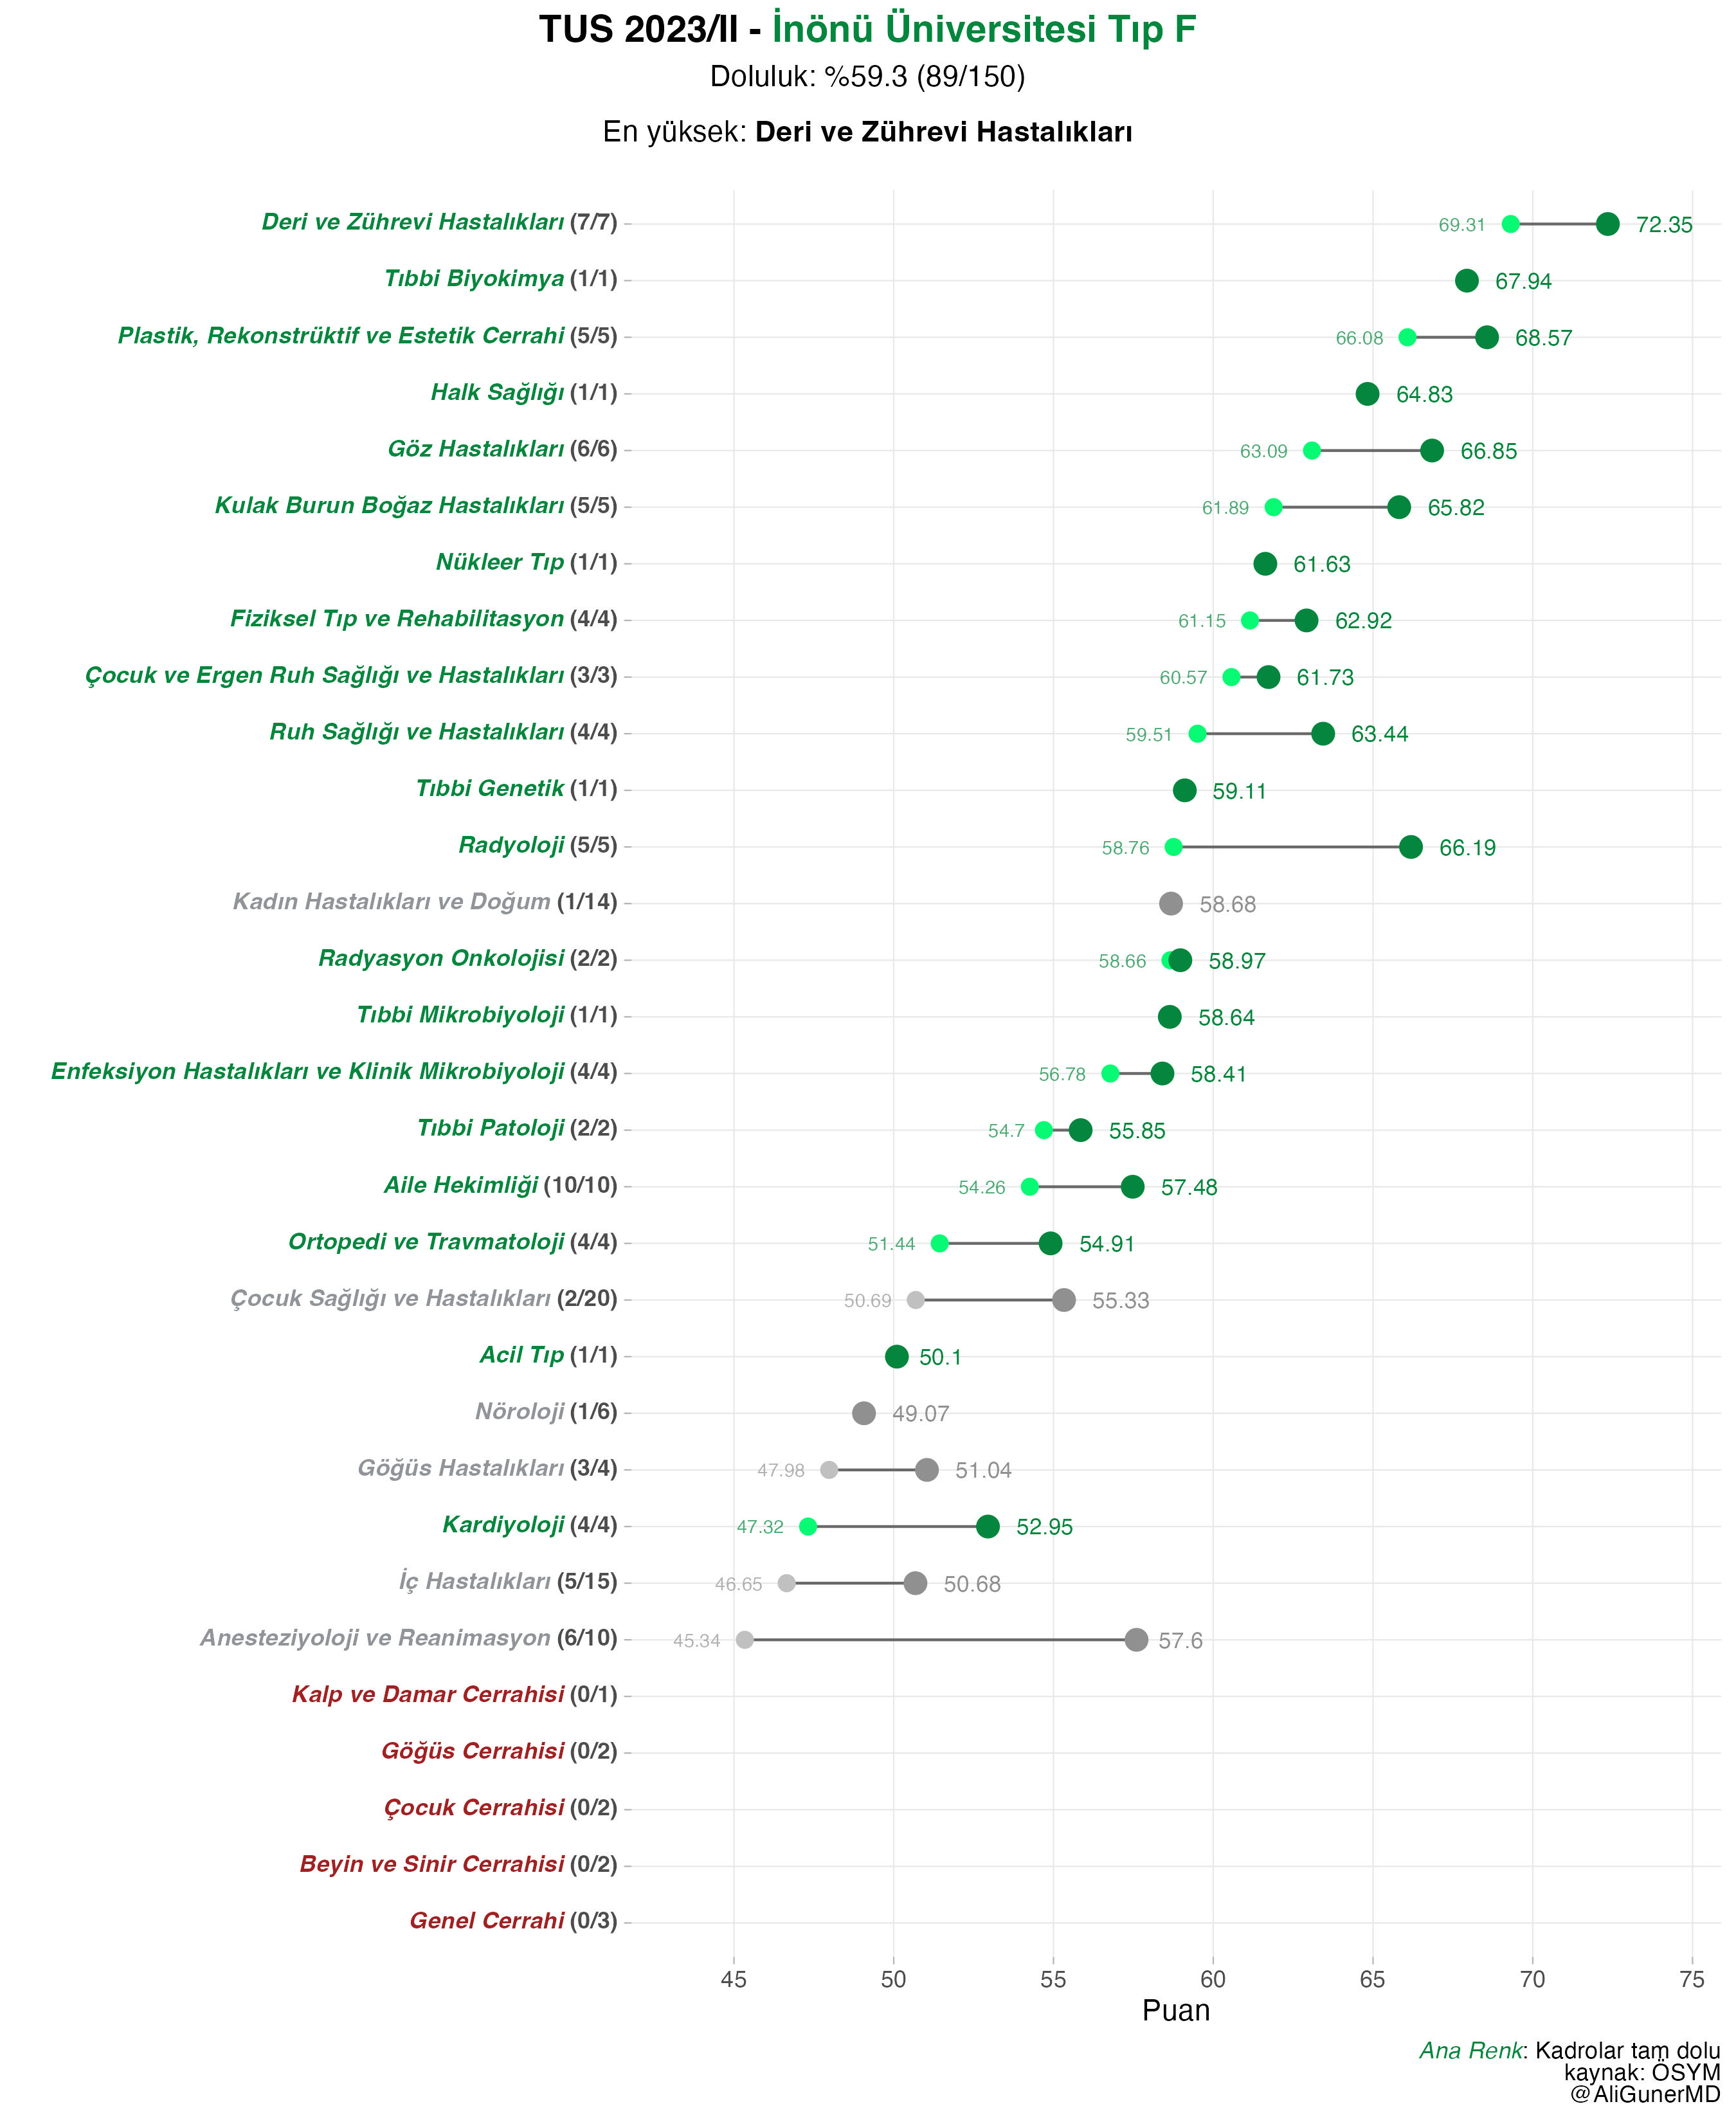 TUS 2023/II - İnönü Üniversitesi Tıp F
Doluluk: %59.3 (89/150)
En yüksek: Deri ve Zührevi Hastalıkları
Deri ve Zührevi Hastalıkları (7/7) 69.31 72.35
Tıbbi Biyokimya (1/1) 67.94
Plastik, Rekonstrüktif ve Estetik Cerrahi (5/5) 66.08 68.57
Halk Sağlığı (1/1) 64.83
Göz Hastalıkları (6/6) 63.09 66.85
Kulak Burun Boğaz Hastalıkları (5/5) 61.89 65.82
Nükleer Tıp (1/1) 61.63
Fiziksel Tıp ve Rehabilitasyon (4/4) 61.15 62.92
Çocuk ve Ergen Ruh Sağlığı ve Hastalıkları (3/3) 60.57 61.73
Ruh Sağlığı ve Hastalıkları (4/4) 59.51 63.44
Tıbbi Genetik (1/1) 59.11
Radyoloji (5/5) 58.76 66.19
Kadın Hastalıkları ve Doğum (1/14) 58.68
Radyasyon Onkolojisi (2/2) 58.66 58.97
Tıbbi Mikrobiyoloji (1/1) 58.64
Enfeksiyon Hastalıkları ve Klinik Mikrobiyoloji (4/4) 56.78 58.41
Tıbbi Patoloji (2/2) 54.7 55.85
Aile Hekimliği (10/10) 54.26 57.48
Ortopedi ve Travmatoloji (4/4) 51.44 54.91
Çocuk Sağlığı ve Hastalıkları (2/20) 50.69 55.33
Acil Tıp (1/1) 50.1
Nöroloji (1/6) 49.07
Göğüs Hastalıkları (3/4) 47.98 51.04
Kardiyoloji (4/4) 47.32 52.95
İç Hastalıkları (5/15) 46.65 50.68
Anesteziyoloji ve Reanimasyon (6/10) 45.34 57.6
Kalp ve Damar Cerrahisi (0/1)
Göğüs Cerrahisi (0/2)
Çocuk Cerrahisi (0/2)
Beyin ve Sinir Cerrahisi (0/2)
Genel Cerrahi (0/3)
45 50 55 60 65 70 75
Puan
Ana Renk: Kadrolar tam dolu
kaynak: ÖSYM
@AliGunerMD